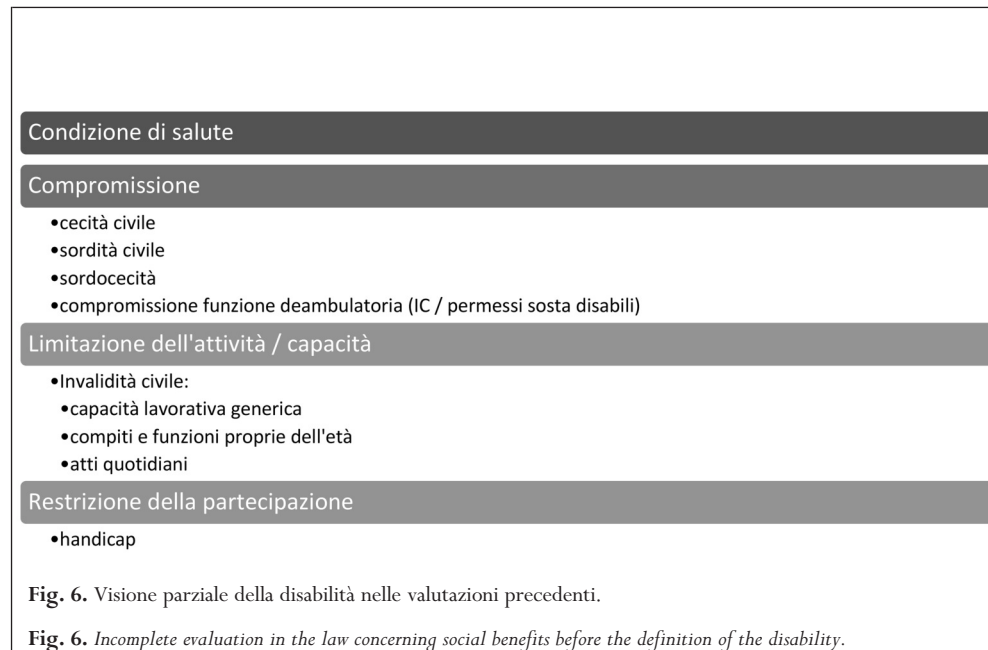 Condizione di salute
Compromissione
•cecità civile
•sordità civile
•sordocecità
•compromissione funzione deambulatoria (IC / permessi sosta disabili)
Limitazione dell'attività / capacità
•Invalidità civile:
•capacità lavorativa generica
•compiti e funzioni proprie dell'età
•atti quotidiani
Restrizione della partecipazione
•handicap
Fig. 6. Visione parziale della disabilità nelle valutazioni precedenti.
Fig. 6. Incomplete evaluation in the law concerning social benefits before the definition of the disability.